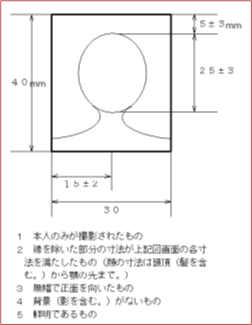 5±3mm
40mm
25±3
15±2
30
1 本人のみが撮影されたもの
2 縁を除いた部分の寸法が上記図画面の各寸
法を満たしたもの(顔の寸法は頭頂(髪を含
む。)から顎の先まで。)
3 無帽で正面を向いたもの
4 背景(影を含む。)がないもの
5 鮮明であるもの